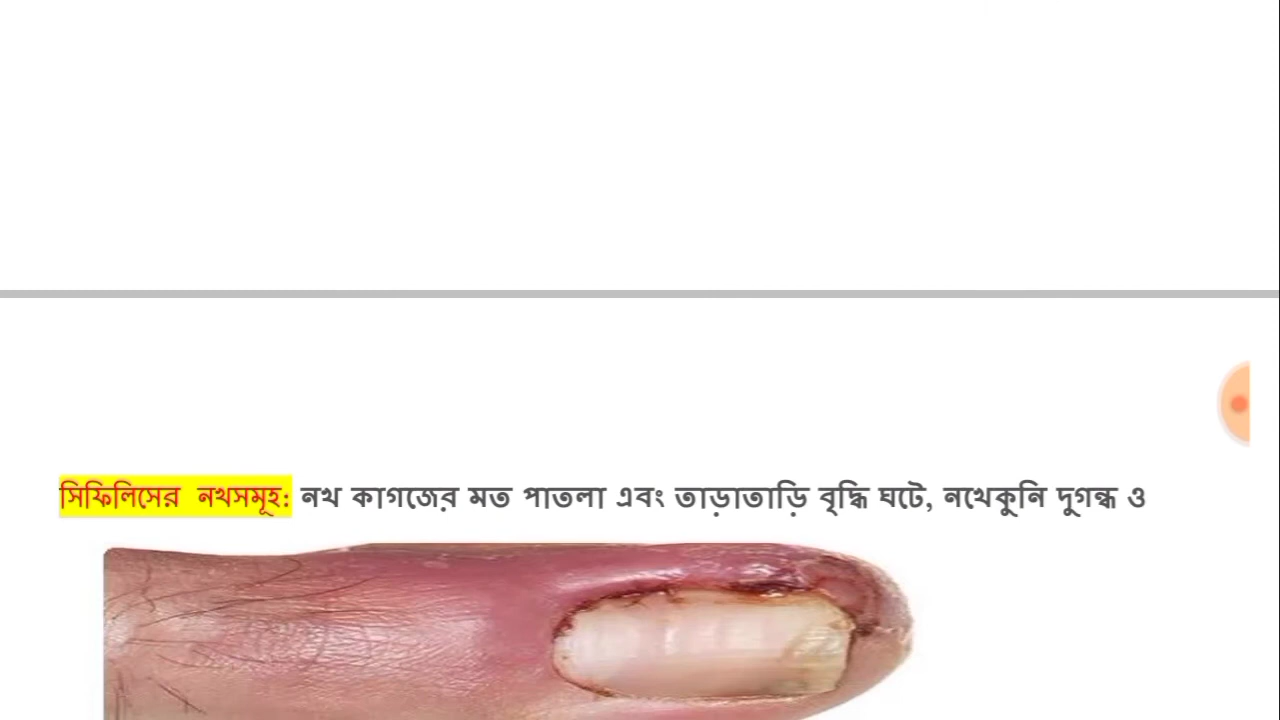 সিফিলিসের নখসমূহ: নখ কাগজের মত পাতলা এবং তাড়াতাড়ি বৃদ্ধি ঘটে, নখেকুনি দুগন্ধ ও